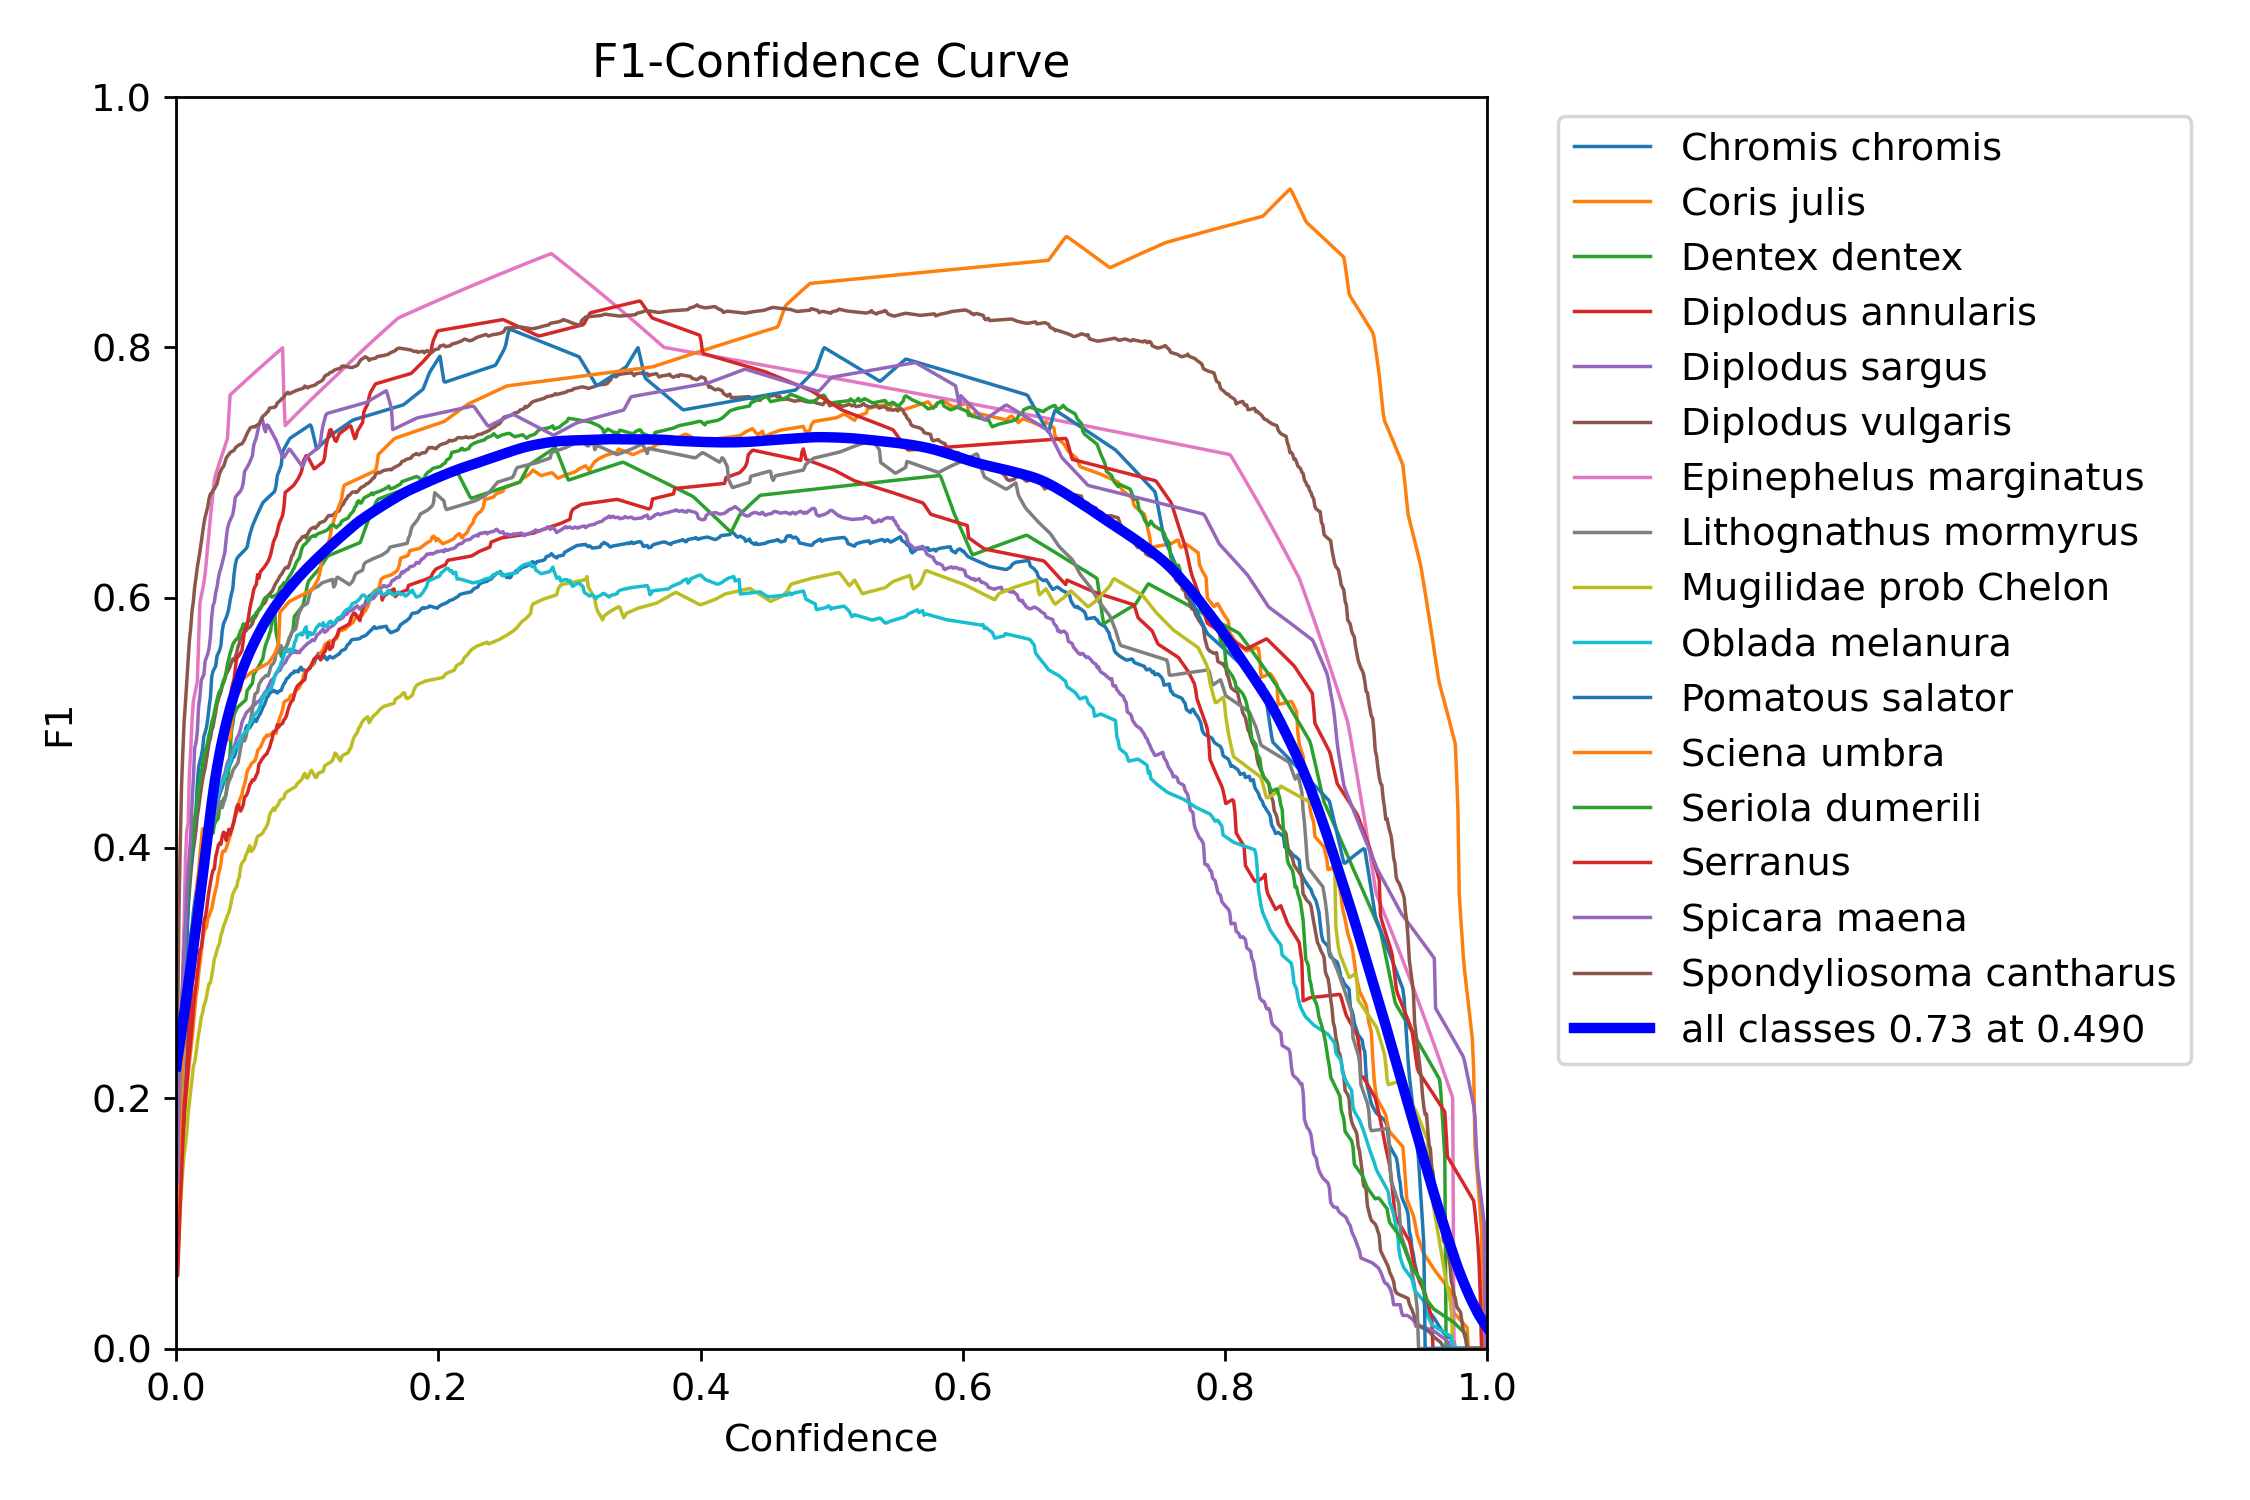 F1-Confidence Curve
1.0
0.8
0.6
0.4
0.2
0.0
F1
0.0 0.2 0.4 0.6 0.8 1.0
Confidence
Chromis chromis
Coris julis
Dentex dentex
Diplodus annularis
Diplodus sargus
Diplodus vulgaris
Epinephelus marginatus
Lithognathus mormyrus
Mugilidae prob Chelon
Oblada melanura
Pomatous salator
Sciena umbra
Seriola dumerili
Serranus
Spicara maena
Spondyliosoma cantharus
all classes 0.73 at 0.490